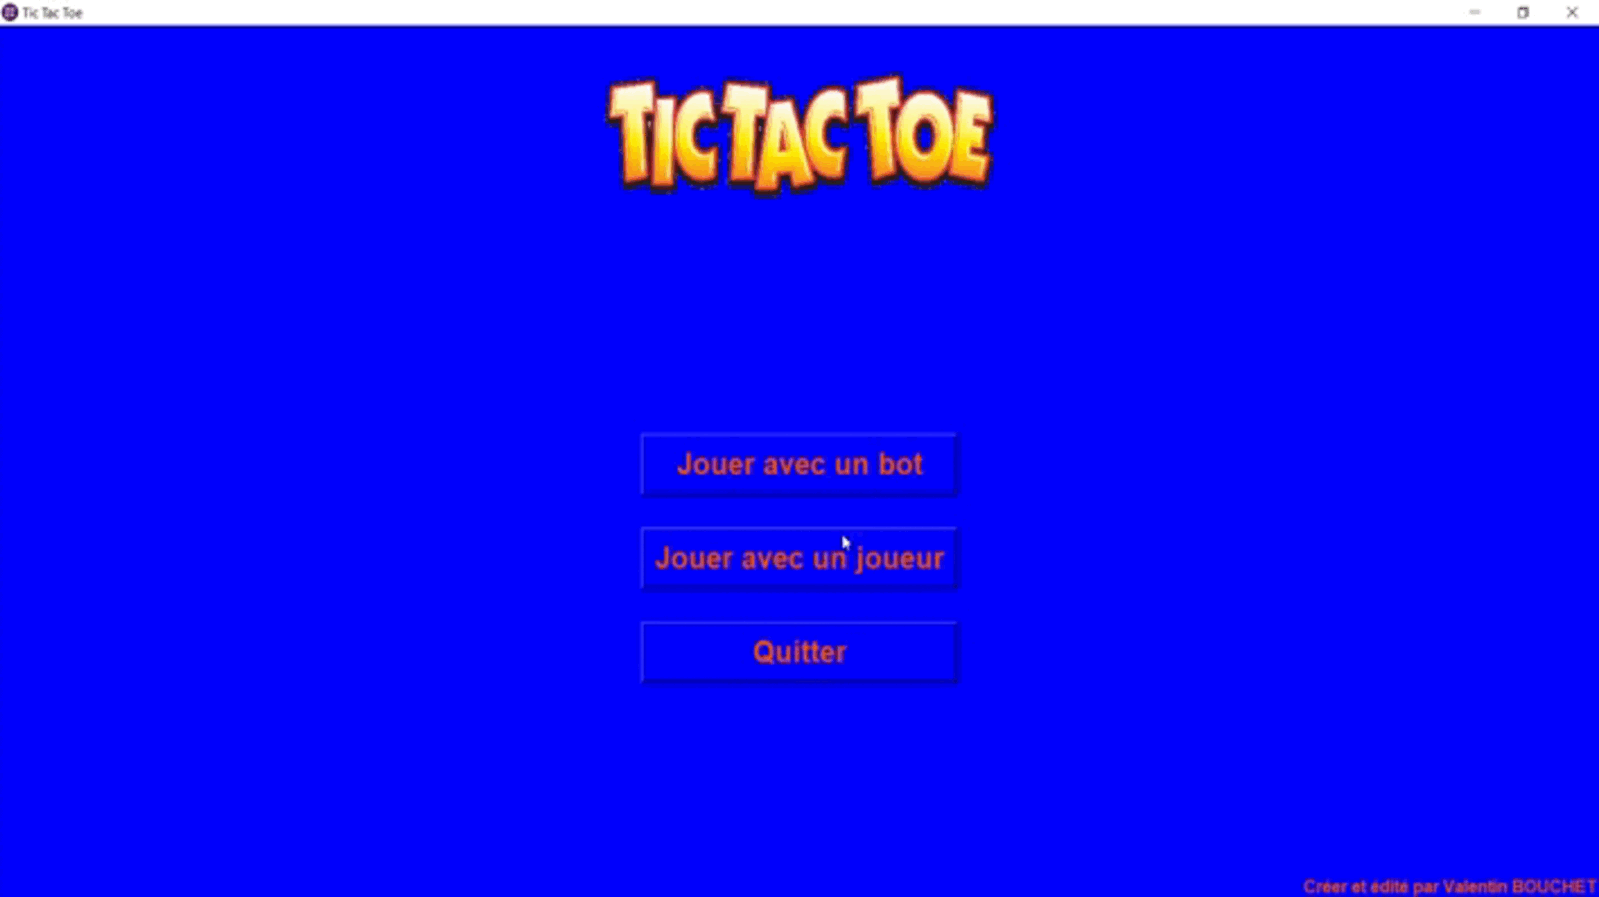 Tic Tac Toe
TIC TAC TOE
Jouer avec un bot
Jouer avec un joueur
Quitter
Créer et édité par Valentin BOUCHET